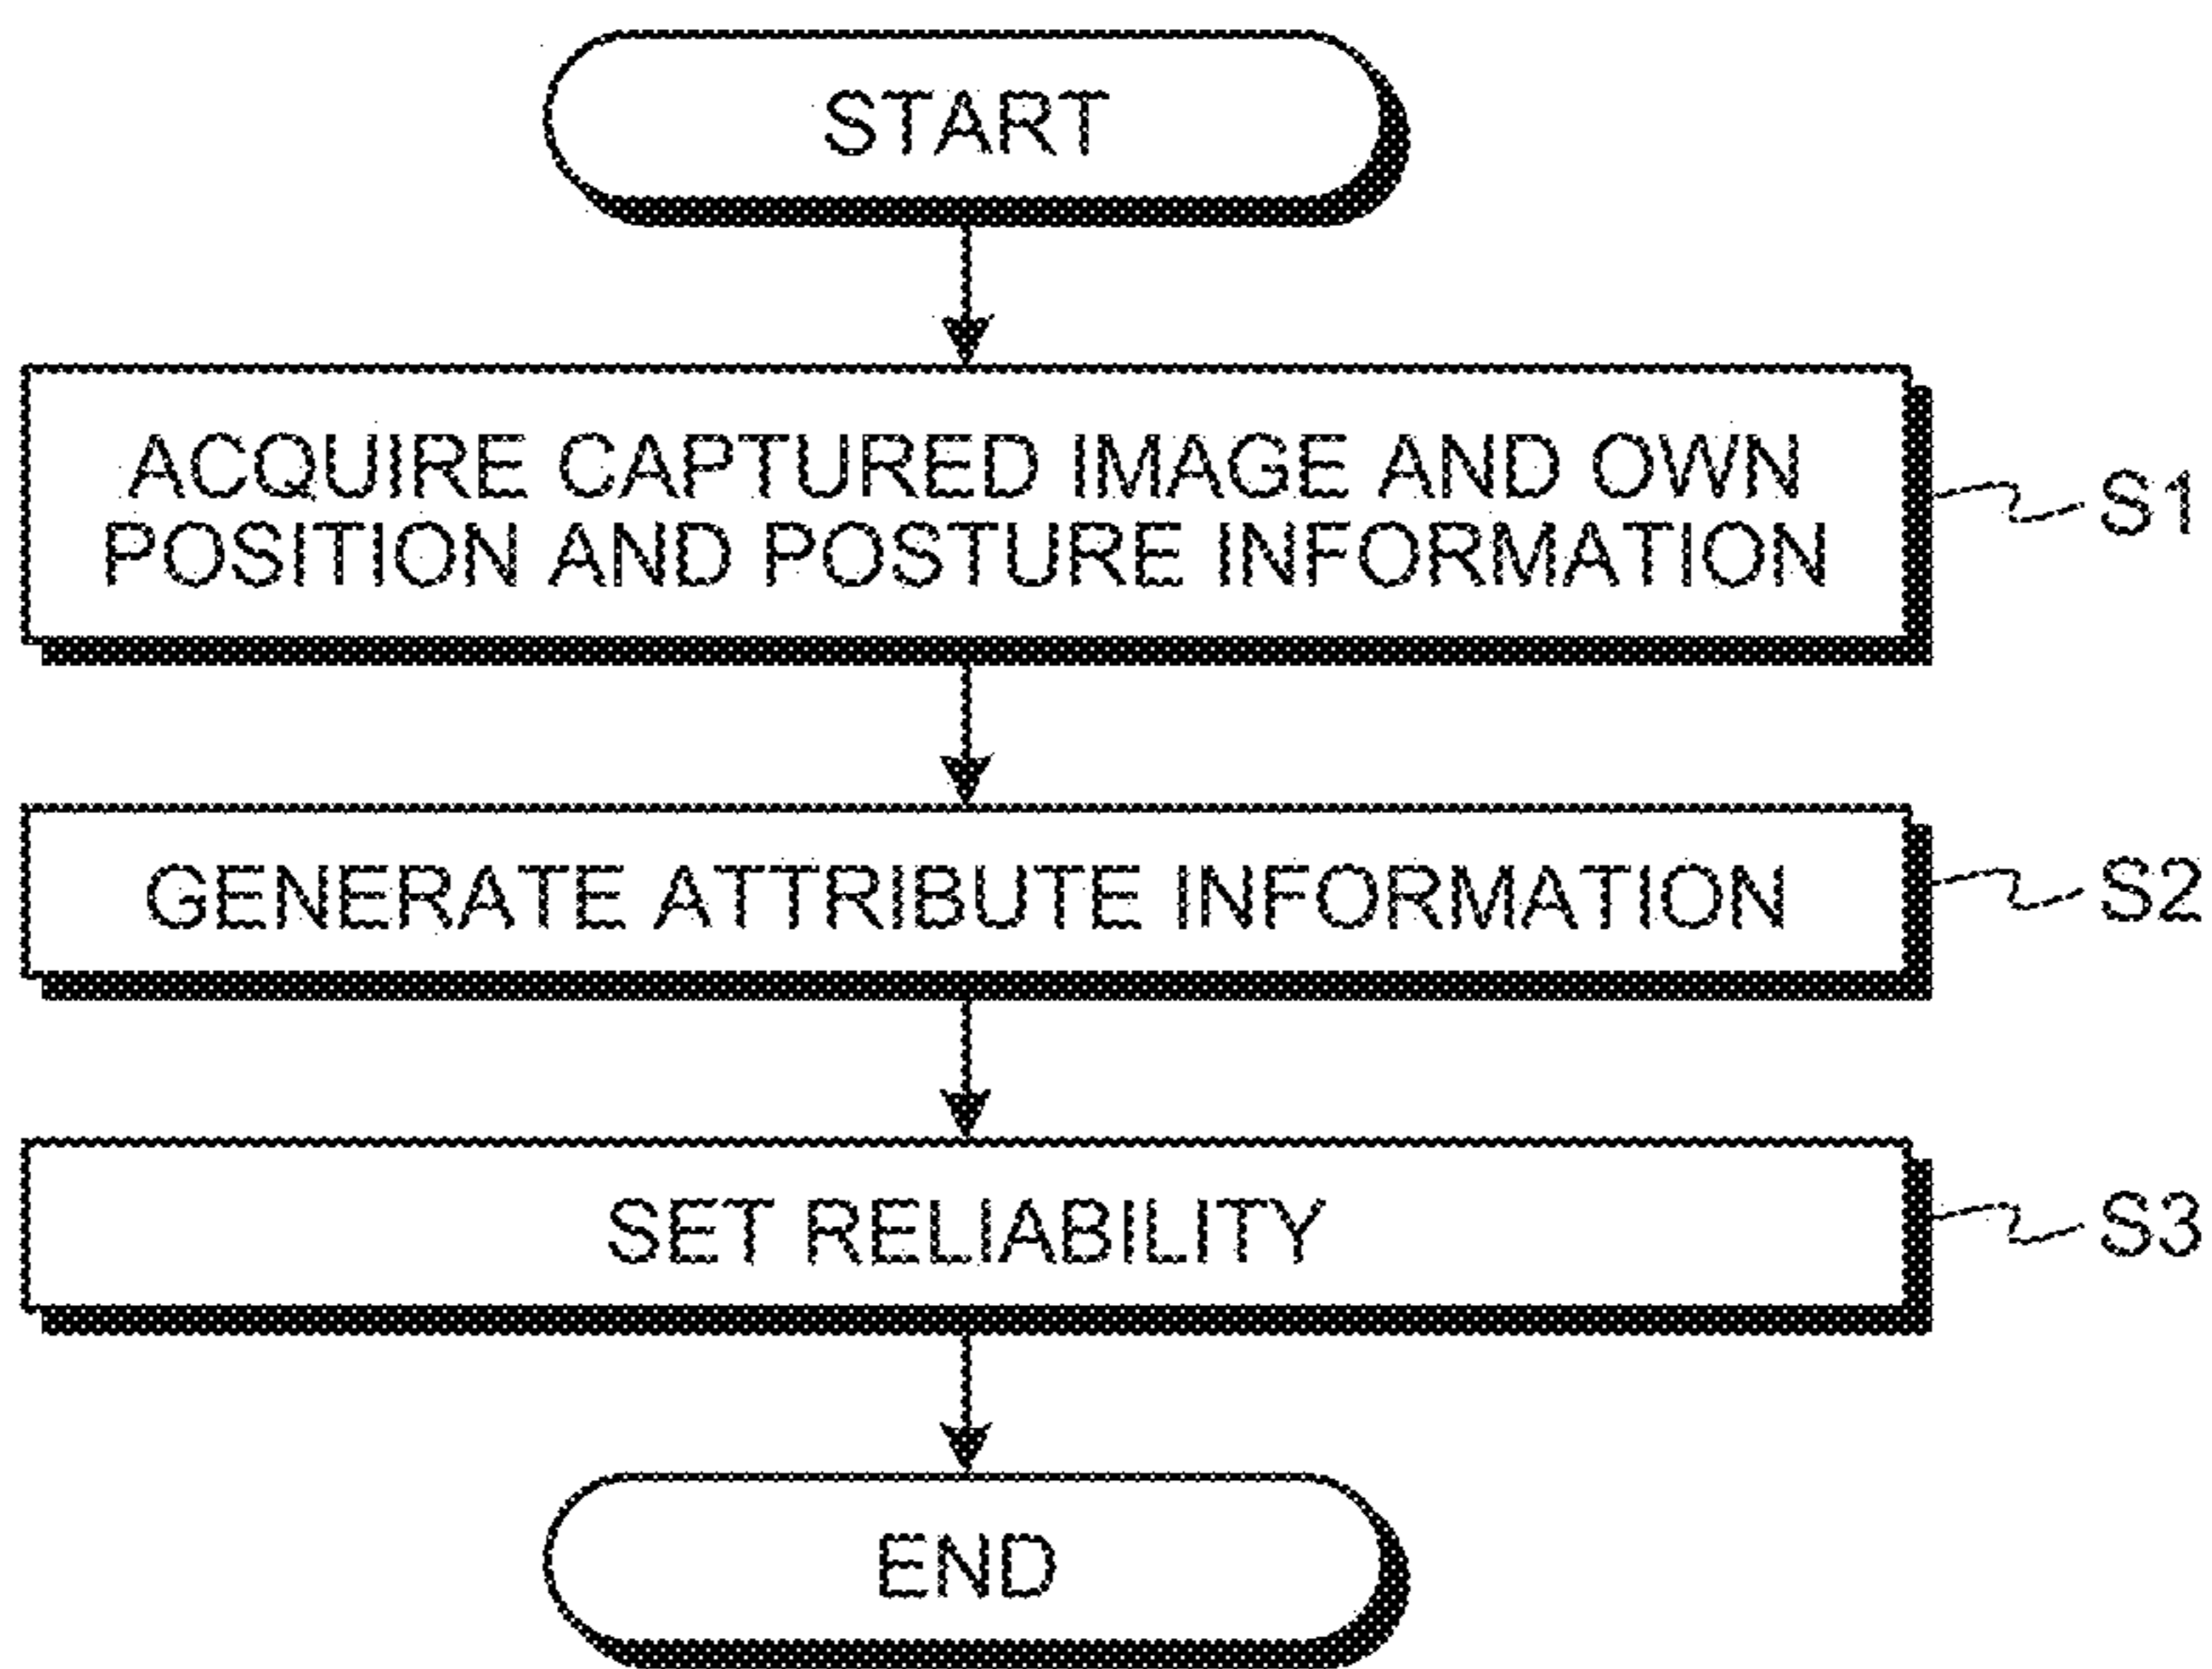 START
ACQUIRE CAPTURED IMAGE AND OWN
POSITION AND POSTURE INFORMATION
S1
GENERATE ATTRIBUTE INFORMATION
S2
SET RELIABILITY
S3
END